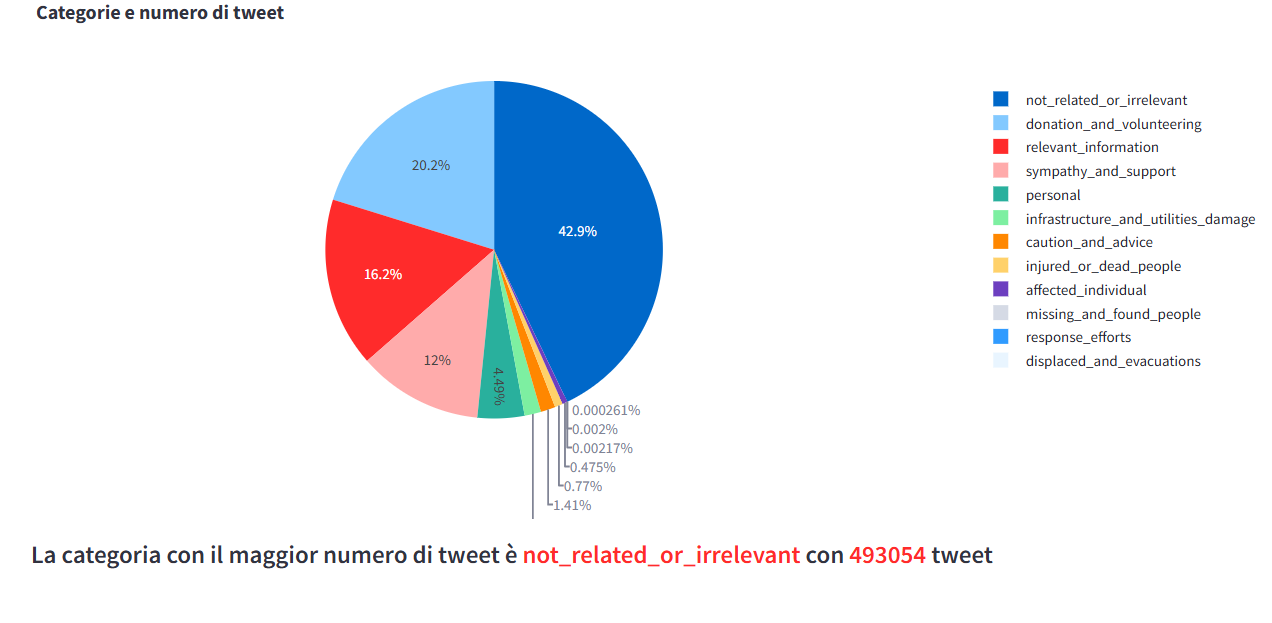 Categorie e numero di tweet
20.2%
42.9%
16.2%
12%
4.49%
0.000261%
0.002%
0.00217%
0.475%
0.77%
1.41%
not_related_or_irrelevant
donation_and_volunteering
relevant_information
sympathy_and_support
personal
infrastructure_and_utilities_damage
caution_and_advice
injured_or_dead_people
affected_individual
missing_and_found_people
response_efforts
displaced_and_evacuations
La categoria con il maggior numero di tweet è not_related_or_irrelevant con 493054 tweet